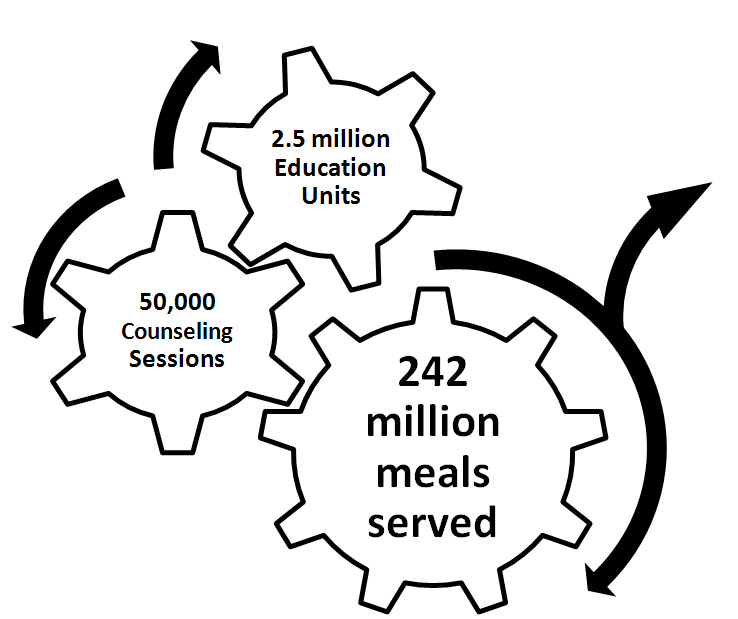 2.5 million
Education
Units
50,000
Counseling
Sessions
242
million
meals
served